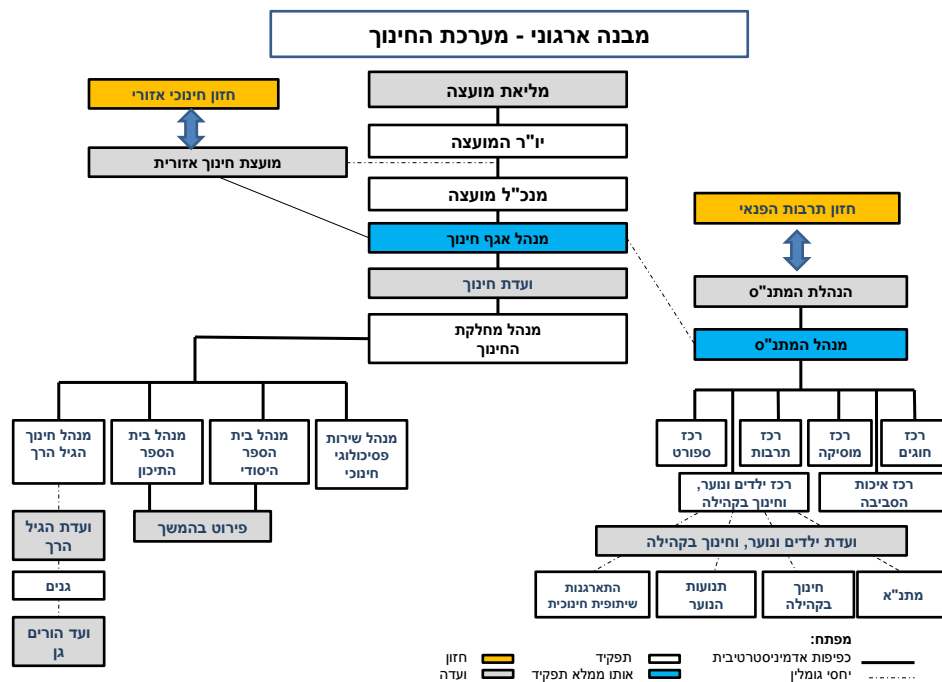 מבנה ארגוני - מערכת החינוך
מליאת מועצה
חזון חינוכי אזורי
יו"ר המועצה
מועצת חינוך אזורית
מנכ"ל מועצה
חזון תרבות הפנאי
מנהל אגף חינוך
ועדת חינוך
הנהלת המתנ"ס
מנהל מחלקת
החינוך
מנהל המתנ"ס
רכז
חוגים
רכז
מוסיקה
רכז
תרבות
רכז
ספורט
מנהל שירות
פסיכולוגי
חינוכי
מנהל בית
הספר
היסודי
מנהל בית
הספר
התיכון
מנהל חינוך
הגיל הרך
רכז איכות
הסביבה
רכז ילדים ונוער,
וחינוך בקהילה
פירוט בהמשך
ועדת הגיל
הרך
ועדת ילדים ונוער, וחינוך בקהילה
גנים
מתנ"א
חינוך
בקהילה
תנועות
הנוער
התארגנות
שיתופית חינוכית
ועד הורים
גן
מפתח:
כפיפות אדמיניסטרטיבית
תפקיד
חזון
יחסי גומלין
אותו ממלא תפקיד
ועדה